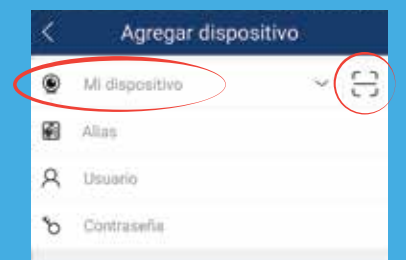 Agregar dispositivo
Mi dispositivo
Alias
Usuario
Contraseña